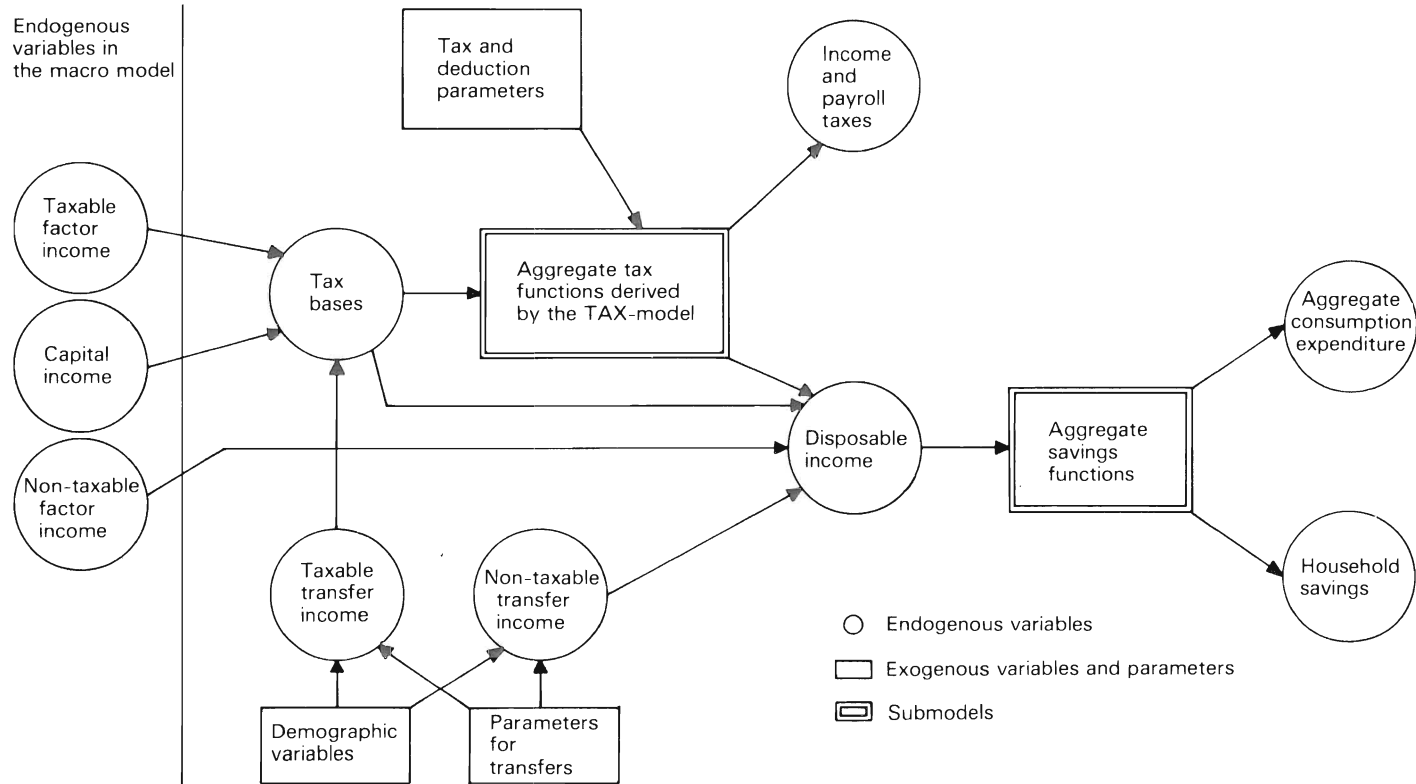 Endogenous
variables in
the macro model
Tax and
deduction
parameters
Income
and
payroll
taxes
Taxable
factor
income
Tax
bases
Aggregate tax
functions derived
by the TAX-model
Aggregate
consumption
expenditure
Capital
income
Disposable
income
Aggregate
savings
functions
Non-taxable
factor
income
Taxable
transfer
income
Non-taxable
transfer
income
Household
savings
Endogenous variables
Exogenous variables and parameters
Submodels
Demographic
variables
Parameters
for
transfers